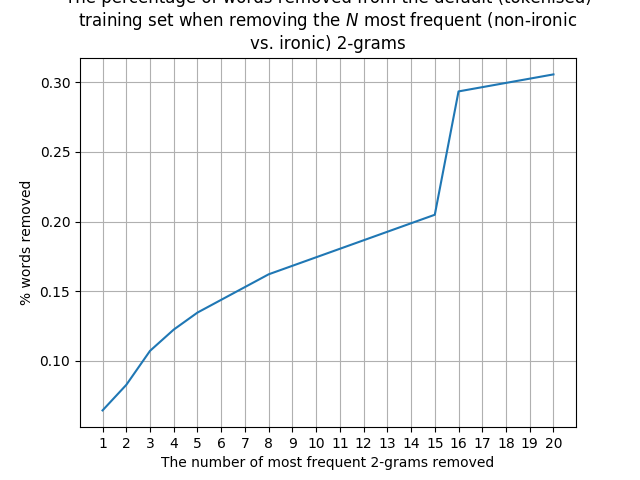 The percentage of words removed from the default (tokenised)
training set when removing the N most frequent (non-ironic
vs. ironic) 2-grams
0.30
0.25
0.20
0.15
0.10
% words removed
1 2 3 4 5 6 7 8 9 10 11 12 13 14 15 16 17 18 19 20
The number of most frequent 2-grams removed